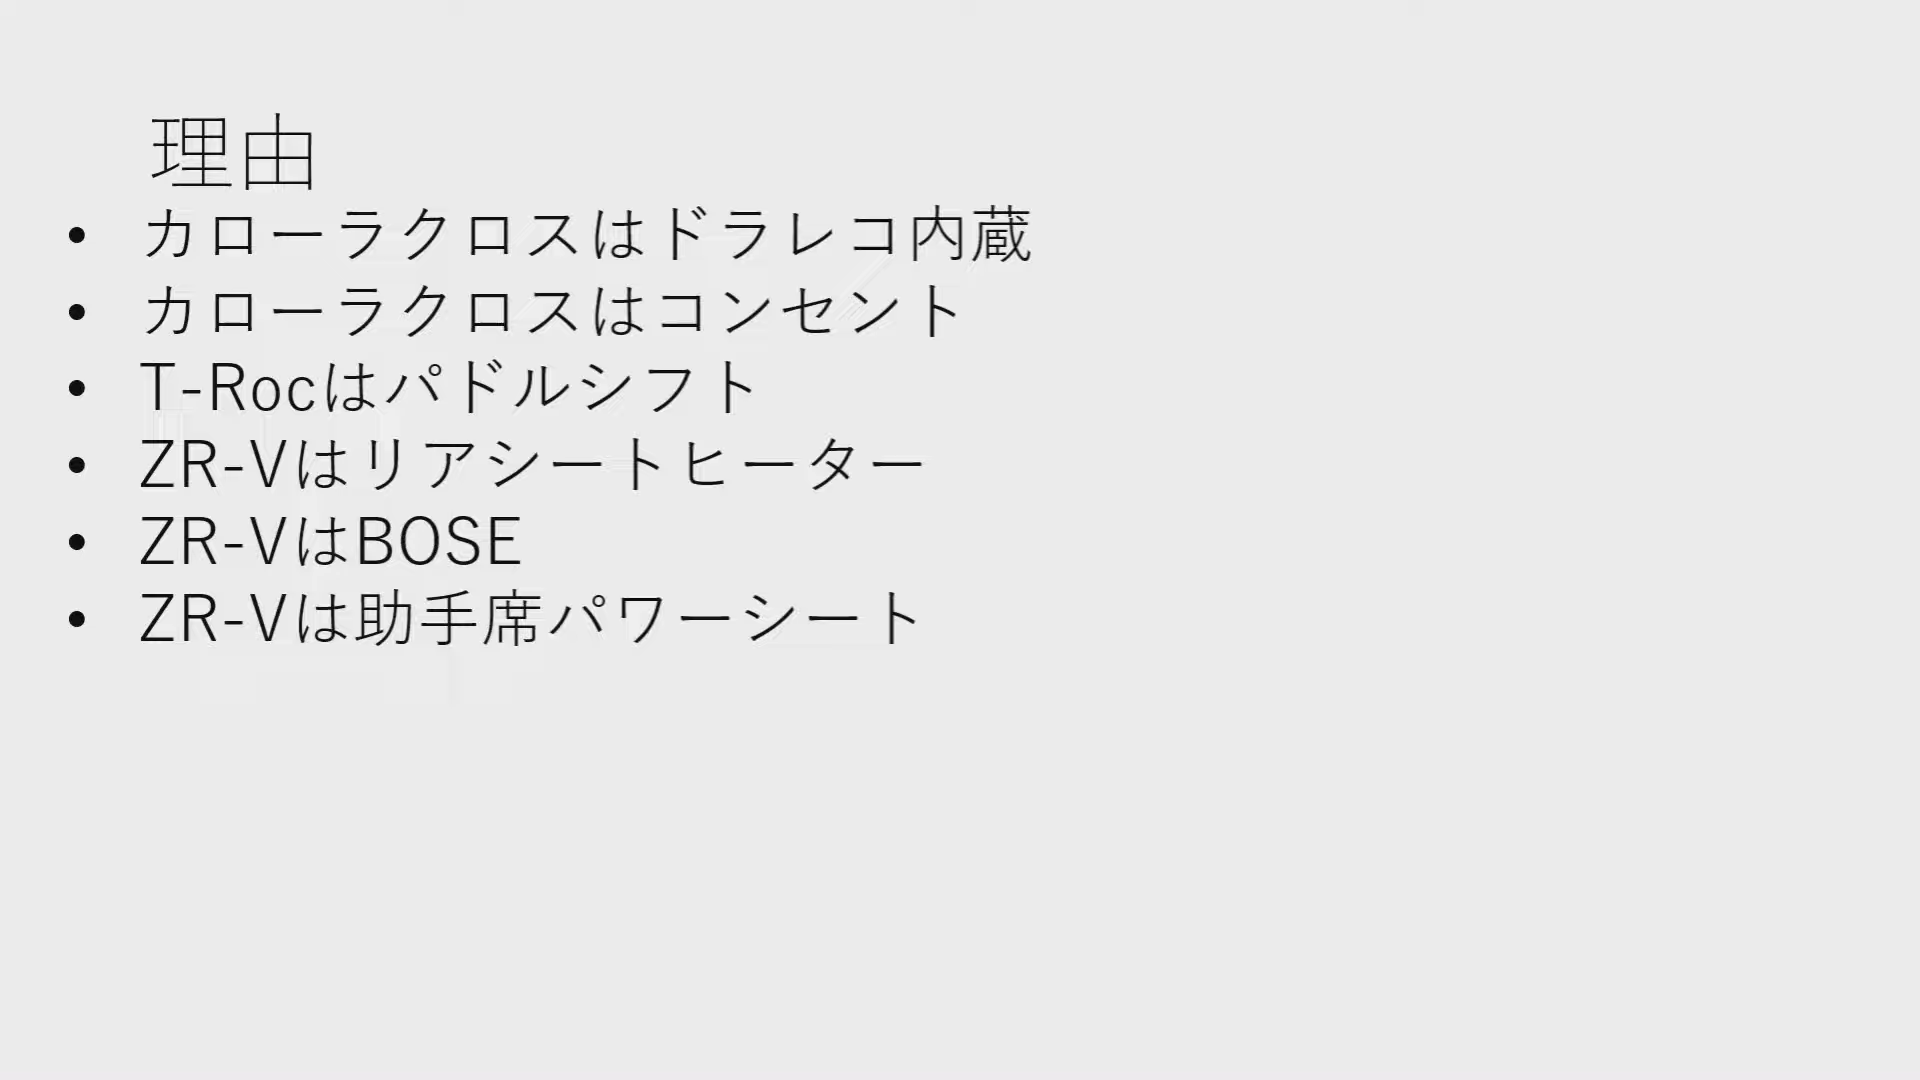 理由
• カローラクロスはドラレコ内蔵
• カローラクロスはコンセント
• T-Rocはパドルシフト
• ZR-Vはリアシートヒーター
• ZR-VはBOSE
• ZR-Vは助手席パワーシート